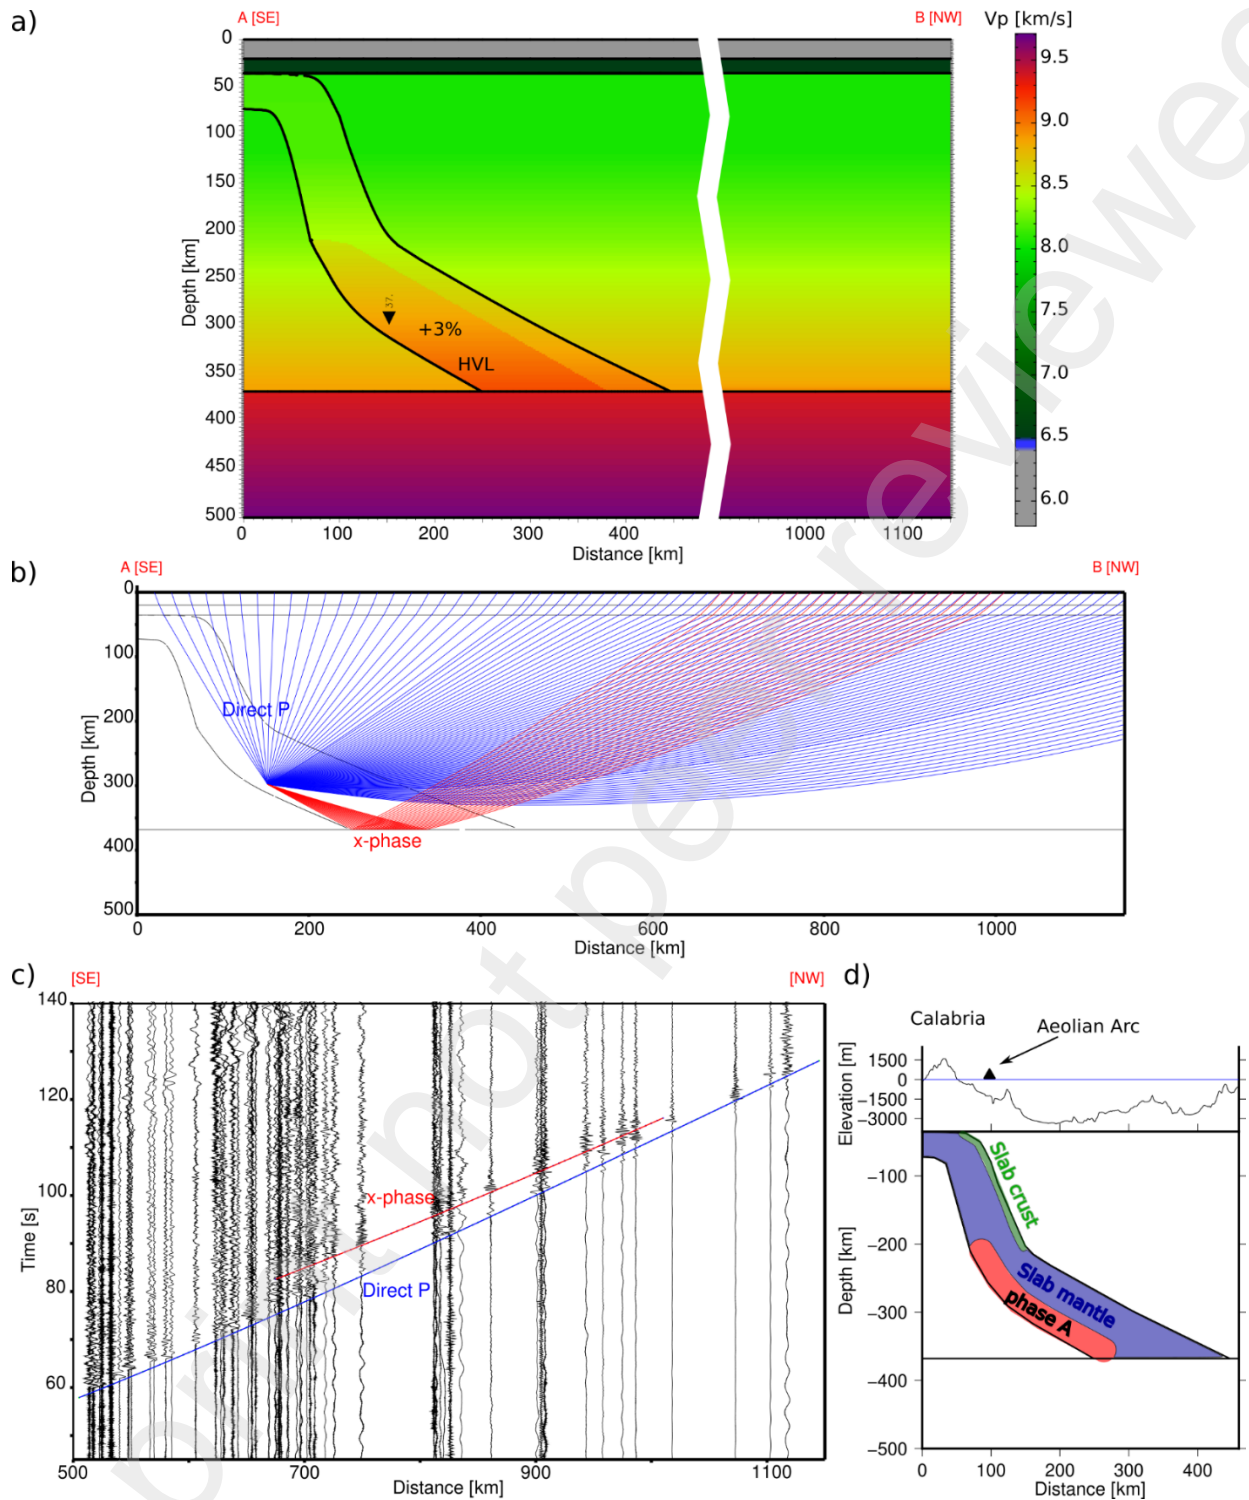 a)
A [SE]
B [NW]
Vp [km/s]
0
50
100
150
200
250
300
350
400
450
500
Depth [km]
37.
+3%
HVL
0
100
200
300
400
1000
1100
Distance [km]
9.5
9.0
8.5
8.0
7.5
7.0
6.5
6.0
b)
A [SE]
B [NW]
0
100
200
300
400
500
Depth [km]
Direct P
x-phase
0
200
400
600
800
1000
Distance [km]
c)
[SE]
[NW]
140
120
100
80
60
Time [s]
x-phase
Direct P
500
700
900
1100
Distance [km]
d)
Calabria
Aeolian Arc
1500
0
−1500
−3000
Elevation [m]
Slab crust
Slab mantle
phase A
−100
−200
−300
−400
−500
Depth [km]
0
100
200
300
400
Distance [km]
preprint not peer reviewed